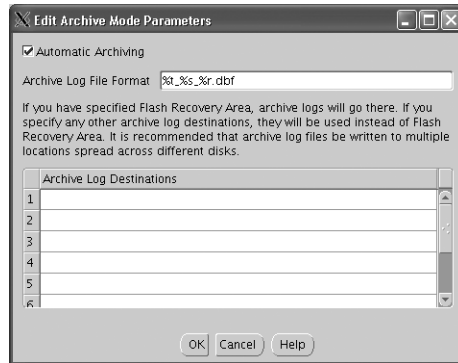 Edit Archive Mode Parameters
Automatic Archiving
Archive Log File Format %t_%s_%r.dbf
If you have specified Flash Recovery Area, archive logs will go there. If you
specify any other archive log destinations, they will be used instead of Flash
Recovery Area. It is recommended that archive log files be written to multiple
locations spread across different disks.
Archive Log Destinations
1
2
3
4
5
6
OK Cancel Help